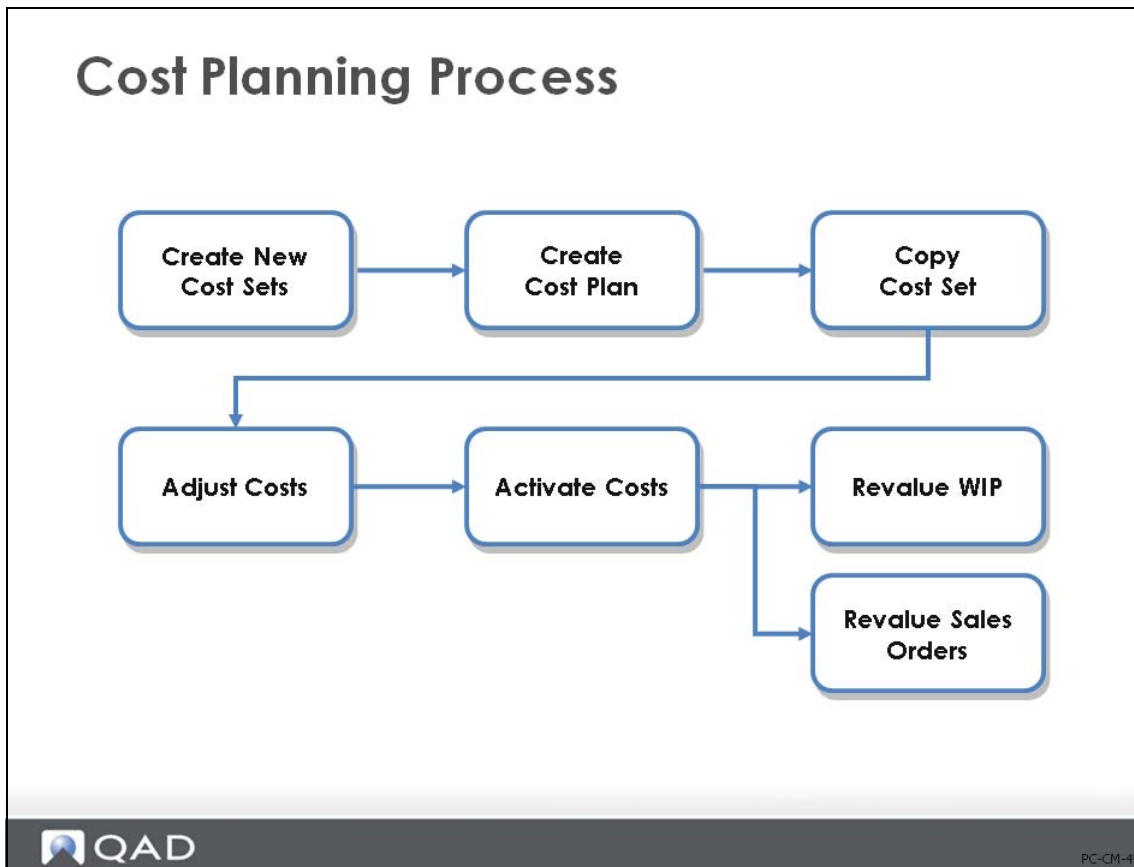 Cost Planning Process
Create New
Cost Sets
Create
Cost Plan
Copy
Cost Set
Adjust Costs
Activate Costs
Revalue WIP
Revalue Sales
Orders
QAD